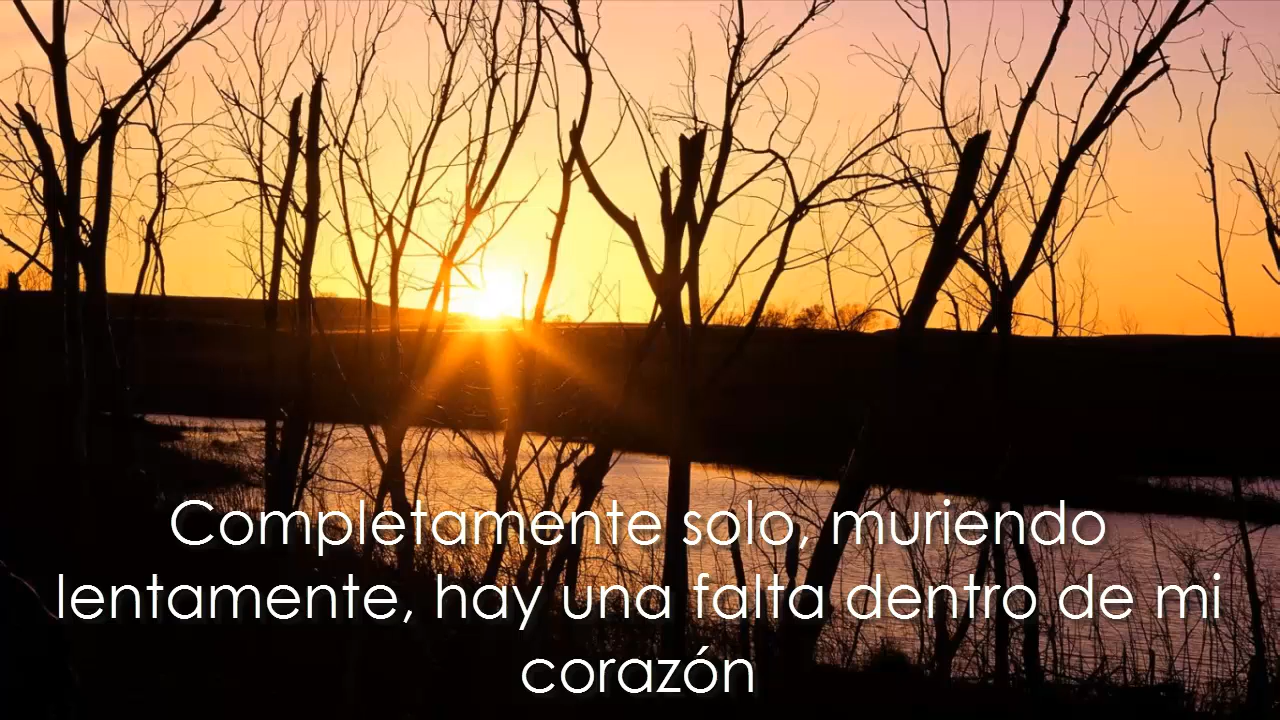 Completamente solo, muriendo
lentamente, hay una falta dentro de mi
corazón